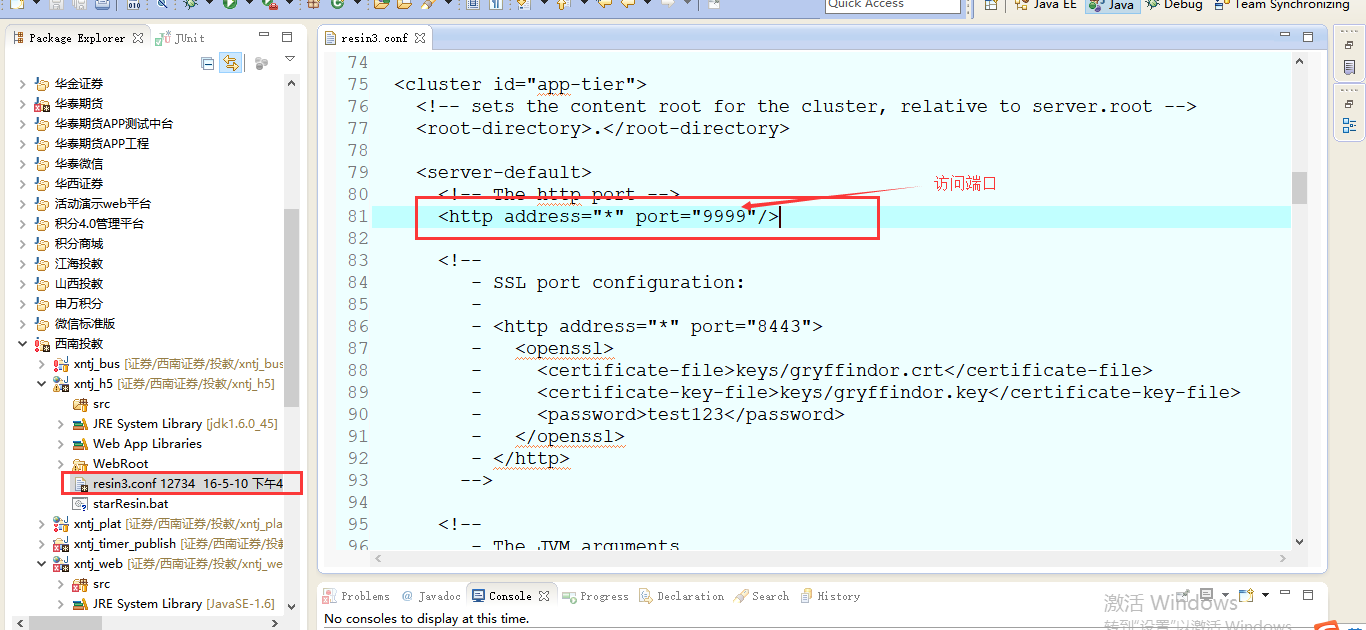 Quick Access
Java EE
Java
Debug
Team Synchronizing
Package Explorer
JUnit
华金证券
华泰期货
华泰期货APP测试中台
华泰期货APP工程
华泰微信
华西证券
活动演示web平台
积分4.0管理平台
积分商城
江海投教
山西投教
申万积分
微信标准版
西南投教
xntj_bus [证券/西南证券/投教/xntj_bus
xntj_h5 [证券/西南证券/投教/xntj_h5]
src
JRE System Library [jdk1.6.0_45]
Web App Libraries
WebRoot
resin3.conf 12734 16-5-10 下午4
starResin.bat
xntj_plat [证券/西南证券/投教/xntj_pla
xntj_timer_publish [证券/西南证券/投教
xntj_web [证券/西南证券/投教/xntj_we
src
JRE System Library [JavaSE-1.6]
resin3.conf
74
75 <cluster id="app-tier">
76 <!-- sets the content root for the cluster, relative to server.root -->
77 <root-directory>.</root-directory>
78
79 <server-default>
80 <!-- The http port -->
访问端口
81 <http address="*" port="9999"/>
82
83 <!--
84 - SSL port configuration:
85 -
86 - <http address="*" port="8443">
87 - <openssl>
88 - <certificate-file>keys/gryffindor.crt</certificate-file>
89 - <certificate-key-file>keys/gryffindor.key</certificate-key-file>
90 - <password>test123</password>
91 - </openssl>
92 - </http>
93 -->
94
95 <!--
96 - The JVM arguments
Problems
@ Javadoc
Console
Progress
Declaration
Search
History
No consoles to display at this time.
激活 Windows
转到"设置"以激活 Windows